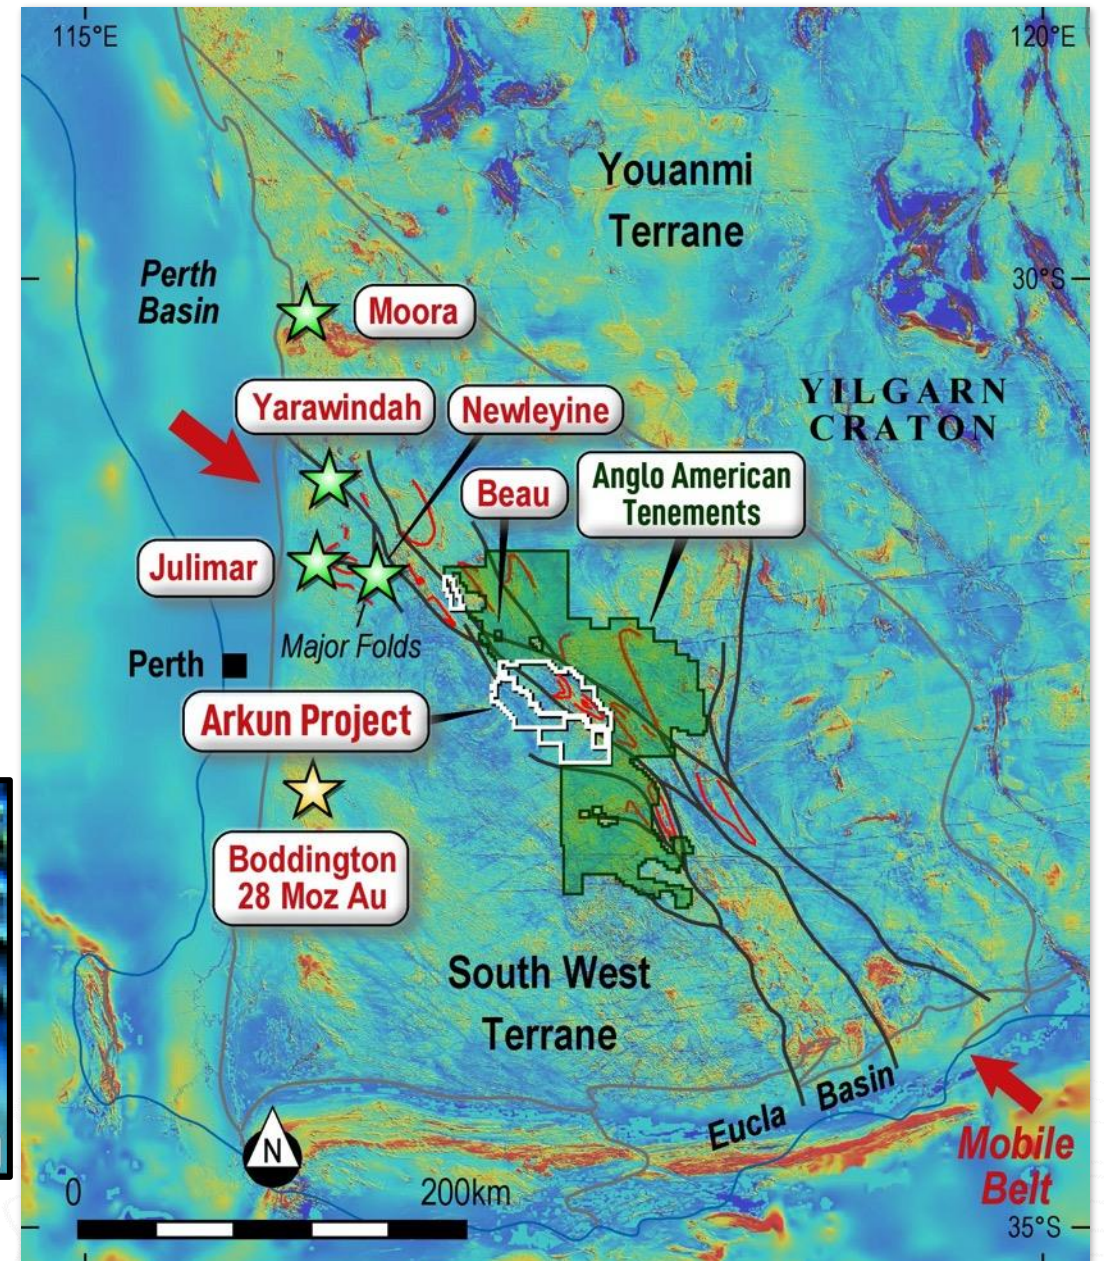 115°E
120°E
Youanmi
Terrane
Perth
Basin
30°S
Moora
YILGARN
CRATON
Yarawindah
Newleyine
Beau
Anglo American
Tenements
Julimar
Major Folds
Perth
Arkun Project
Boddington
28 Moz Au
South West
Terrane
Eucla Basin
Mobile
Belt
N
0
200km
35°S